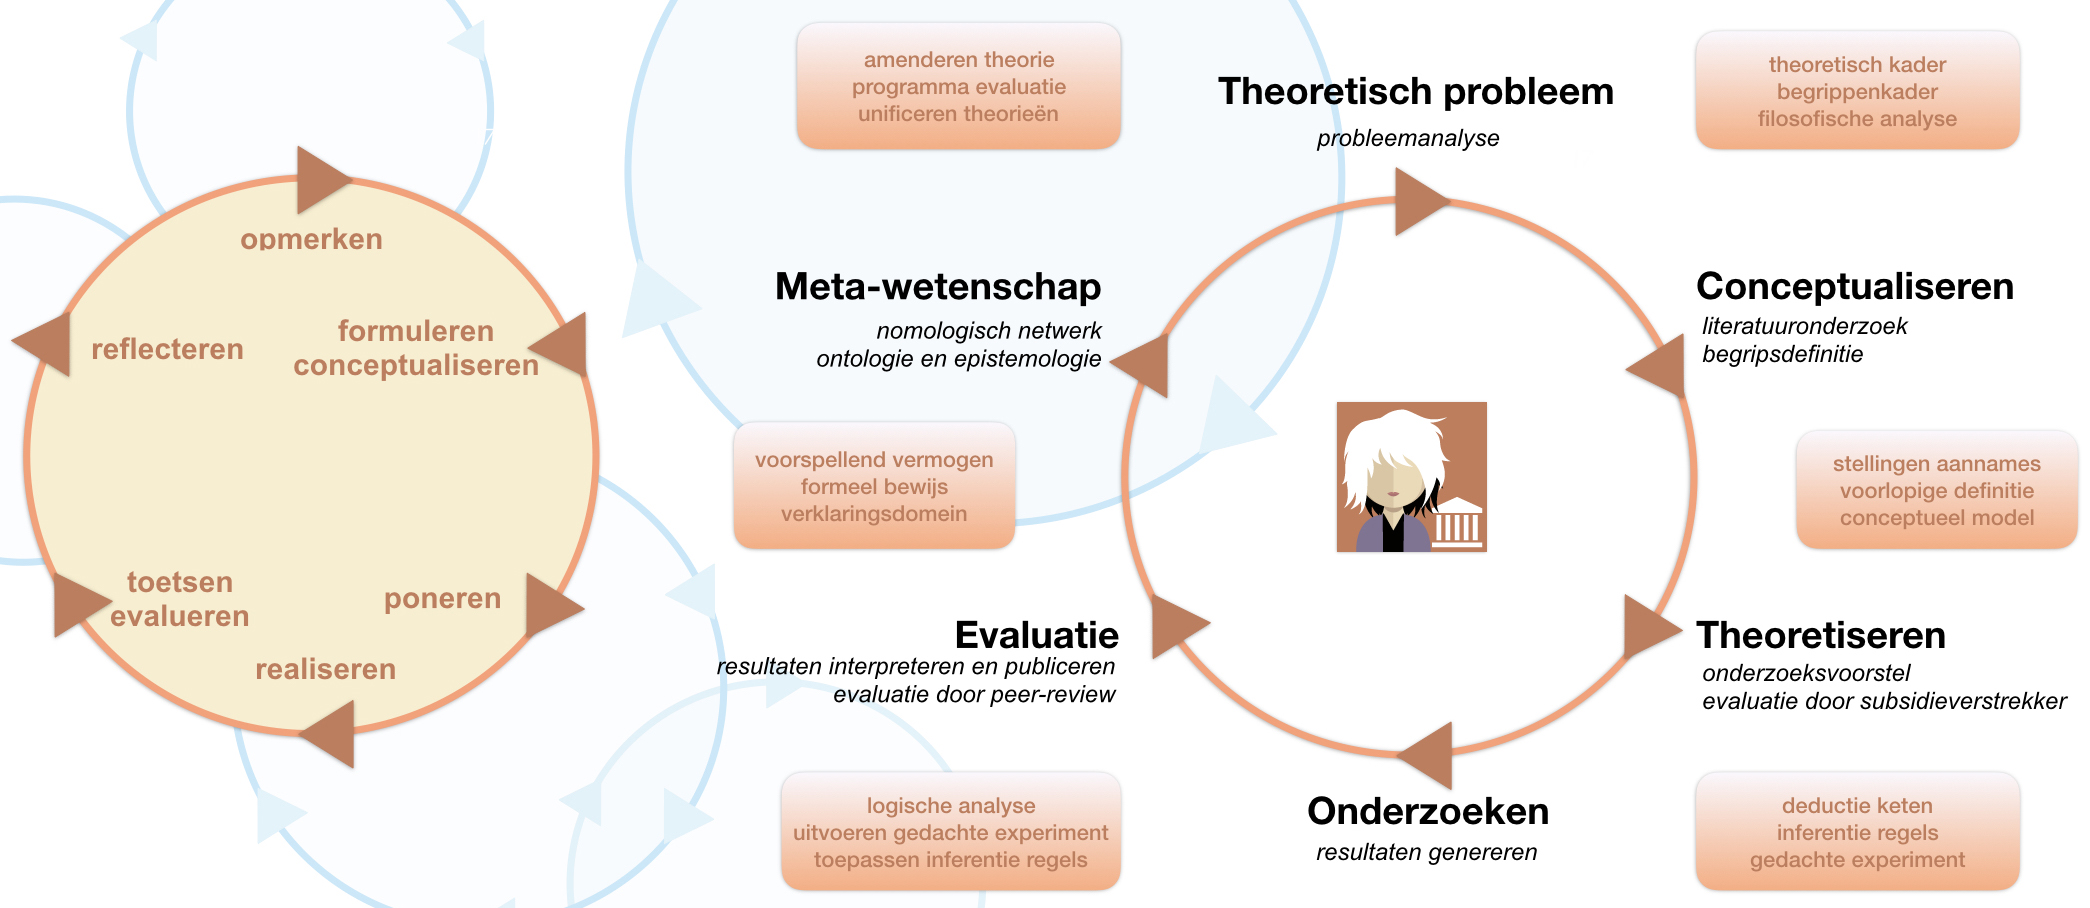 opmerken
formuleren
conceptualiseren
poneren
realiseren
toetsen
evalueren
reflecteren
amenderen theorie
programma evaluatie
unificeren theorieën
Theoretisch probleem
probleemanalyse
theoretisch kader
begrippenkader
filosofische analyse
Conceptualiseren
literatuuronderzoek
begripsdefinitie
stellingen aannames
voorlopige definitie
conceptueel model
Theoretiseren
onderzoeksvoorstel
evaluatie door subsidieverstrekker
deductie keten
inferentie regels
gedachte experiment
Onderzoeken
resultaten genereren
logische analyse
uitvoeren gedachte experiment
toepassen inferentie regels
Evaluatie
resultaten interpreteren en publiceren
evaluatie door peer-review
voorspellend vermogen
formeel bewijs
verklaringsdomein
Meta-wetenschap
nomologisch netwerk
ontologie en epistemologie